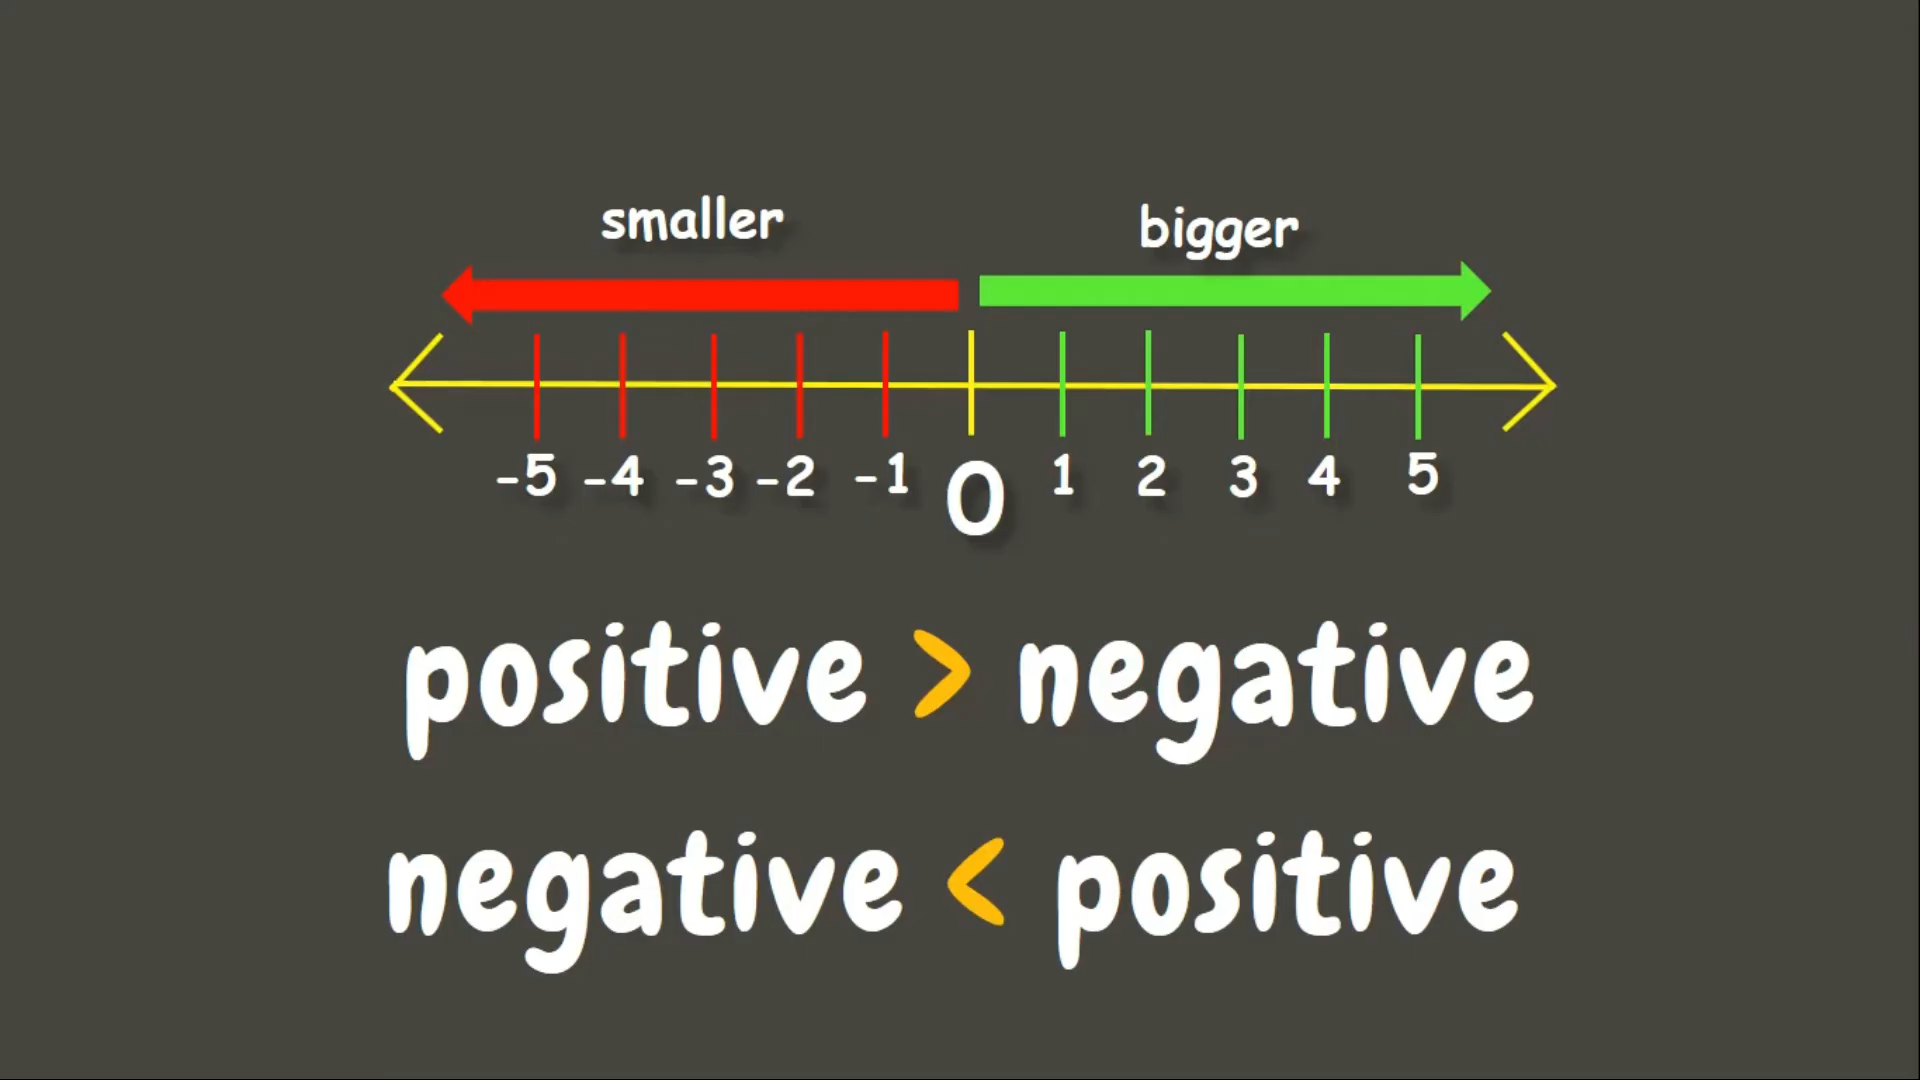 smaller bigger
-5 -4 -3 -2 -1 0 1 2 3 4 5
positive > negative
negative < positive